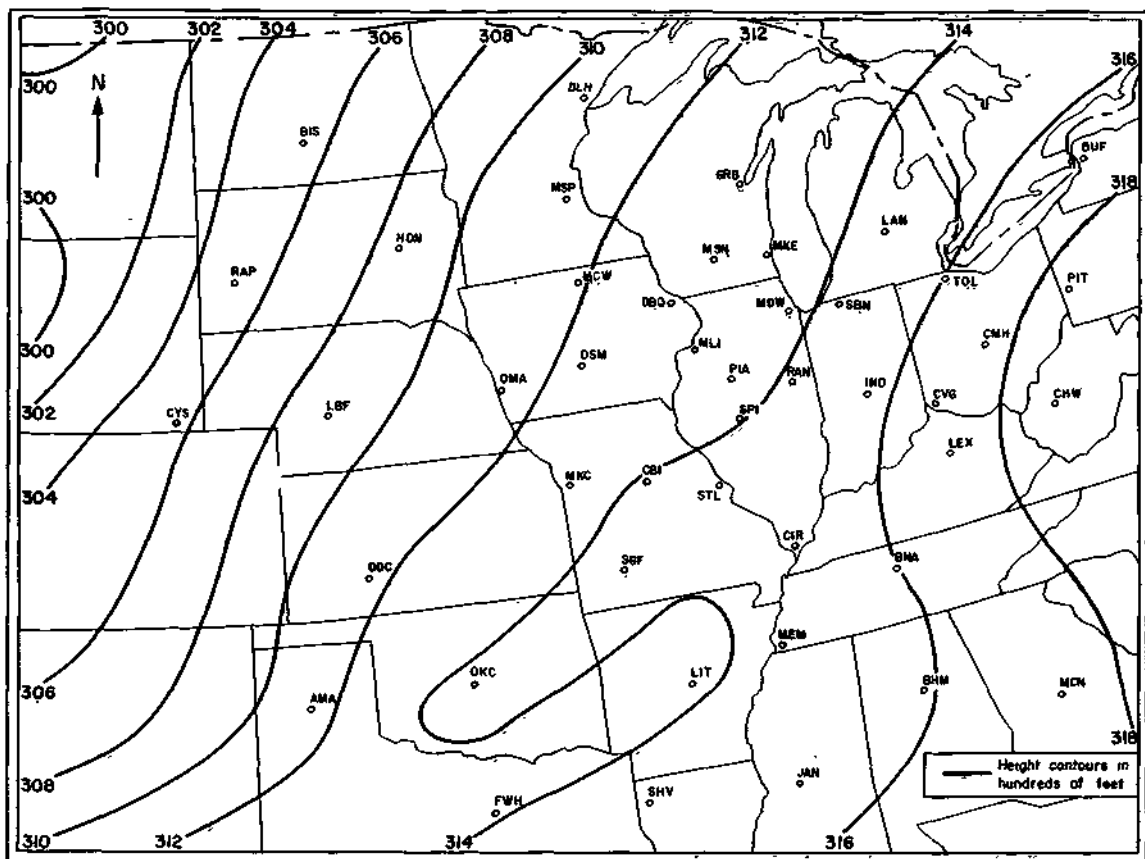 300
302
304
306
308
310
312
314
316
300
N
DLH
BIS
BUF
GRB
MSP
318
300
LAN
HON
MSN
MKE
RAP
MCW
TOL
PIT
DBQ
MDW
SBN
300
CMH
MLI
DSM
PIA
RAN
OMA
IND
CVG
CHW
302
CYS
LBF
SPI
LEX
MKC
CBI
STL
304
CIR
DDC
SGF
BNA
MEM
OKC
LIT
BHM
MCN
306
AMA
318
Height contours in
hundreds of feet
308
JAN
FWH
SHV
310
312
314
316